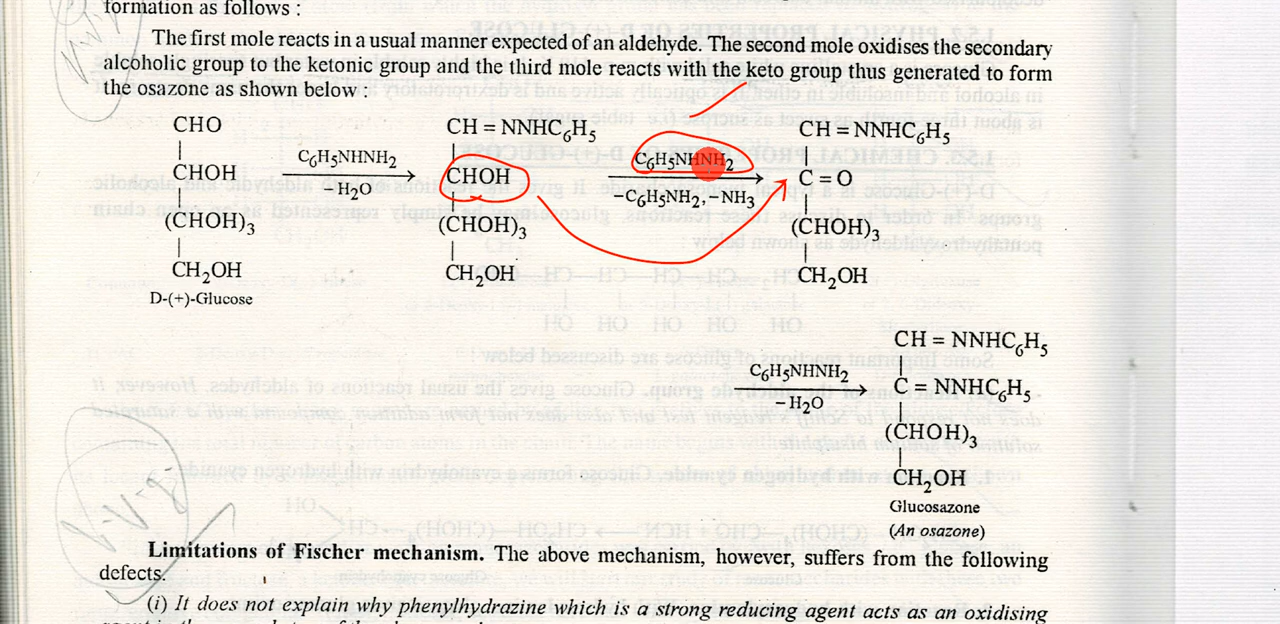 formation as follows :
The first mole reacts in a usual manner expected of an aldehyde. The second mole oxidises the secondary
alcoholic group to the ketonic group and the third mole reacts with the keto group thus generated to form
the osazone as shown below :
CHO
CHOH
(CHOH)₃
CH₂OH
D-(+)-Glucose
C₆H₅NHNH₂
−H₂O
CH = NNHC₆H₅
CHOH
(CHOH)₃
CH₂OH
C₆H₅NHNH₂
−C₆H₅NH₂, −NH₃
CH = NNHC₆H₅
C = O
(CHOH)₃
CH₂OH
C₆H₅NHNH₂
−H₂O
CH = NNHC₆H₅
C = NNHC₆H₅
(CHOH)₃
CH₂OH
Glucosazone
(An osazone)
Limitations of Fischer mechanism. The above mechanism, however, suffers from the following
defects.
(i) It does not explain why phenylhydrazine which is a strong reducing agent acts as an oxidising